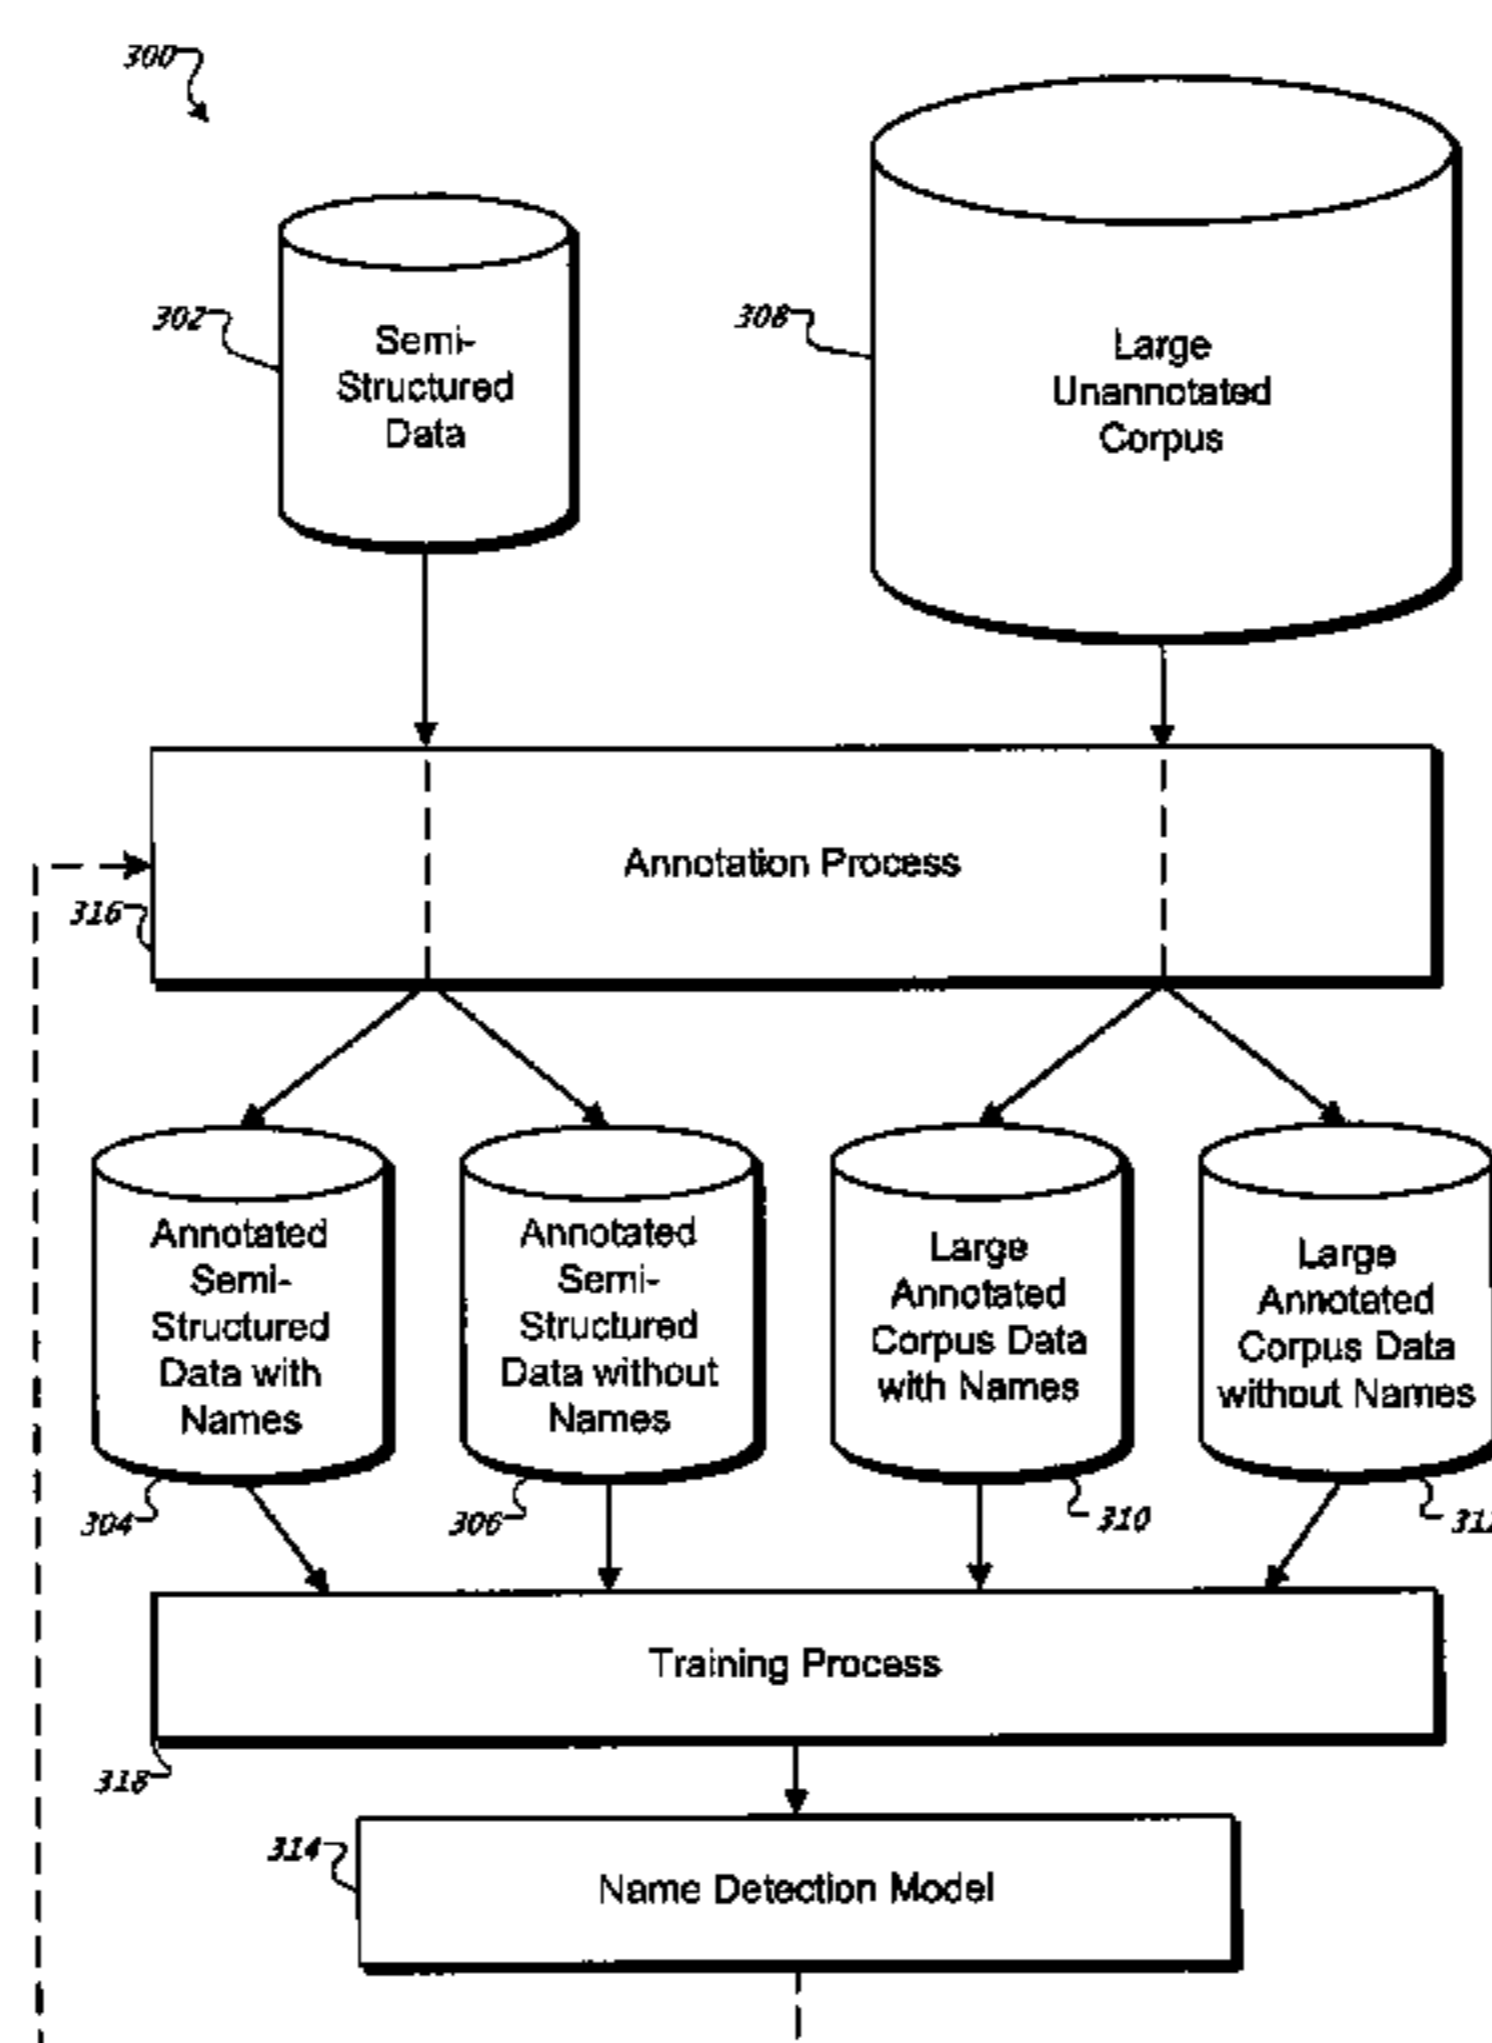 300
302
Semi-
Structured
Data
308
Large
Unannotated
Corpus
Annotation Process
316
Annotated
Semi-
Structured
Data with
Names
Annotated
Semi-
Structured
Data without
Names
Large
Annotated
Corpus Data
with Names
Large
Annotated
Corpus Data
without Names
304
306
310
Training Process
318
314
Name Detection Model